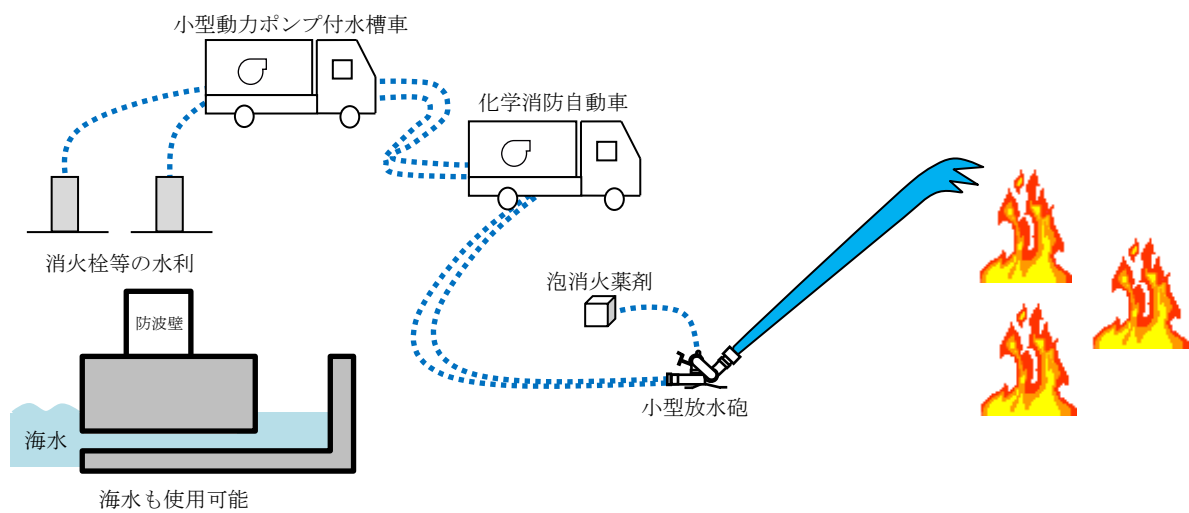 小型動力ポンプ付水槽車
化学消防自動車
消火栓等の水利
泡消火薬剤
防波壁
小型放水砲
海水
海水も使用可能